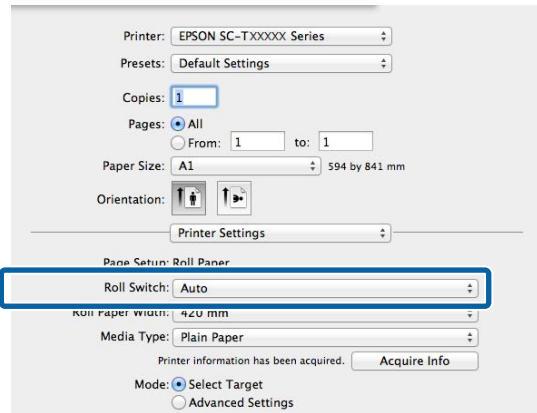 Printer: EPSON SC-TXXXXX Series
Presets: Default Settings
Copies: 1
Pages: All
From: 1 to: 1
Paper Size: A1 594 by 841 mm
Orientation:
Printer Settings
Page Setup: Roll Paper
Roll Switch: Auto
Roll Paper Width: 420 mm
Media Type: Plain Paper
Printer information has been acquired. Acquire Info
Mode: Select Target
Advanced Settings